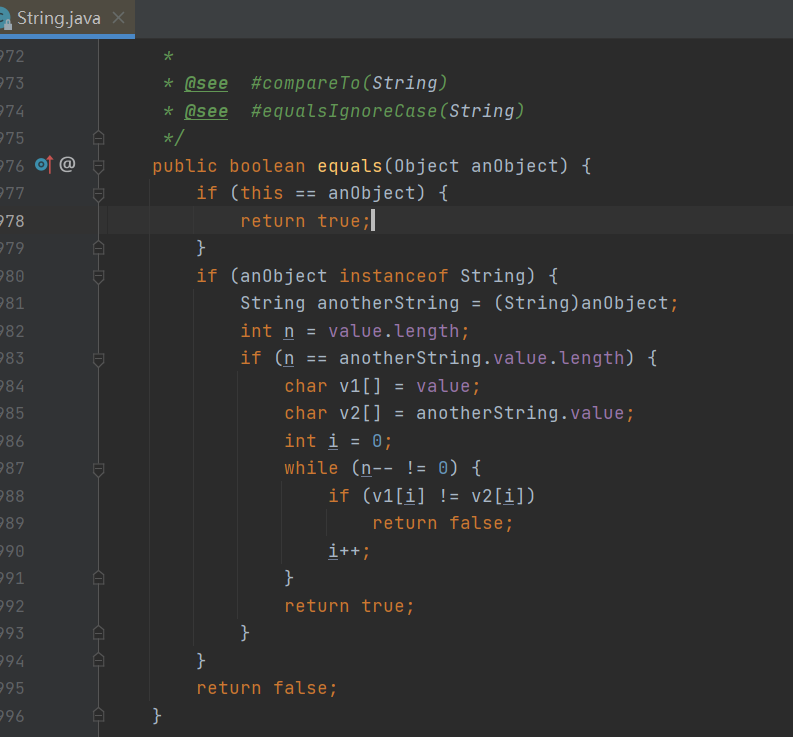 String.java
972 *
973 * @see  #compareTo(String)
974 * @see  #equalsIgnoreCase(String)
975 */
976 @ public boolean equals(Object anObject) {
977 if (this == anObject) {
978 return true;
979 }
980 if (anObject instanceof String) {
981 String anotherString = (String)anObject;
982 int n = value.length;
983 if (n == anotherString.value.length) {
984 char v1[] = value;
985 char v2[] = anotherString.value;
986 int i = 0;
987 while (n-- != 0) {
988 if (v1[i] != v2[i])
989 return false;
990 i++;
991 }
992 return true;
993 }
994 }
995 return false;
996 }